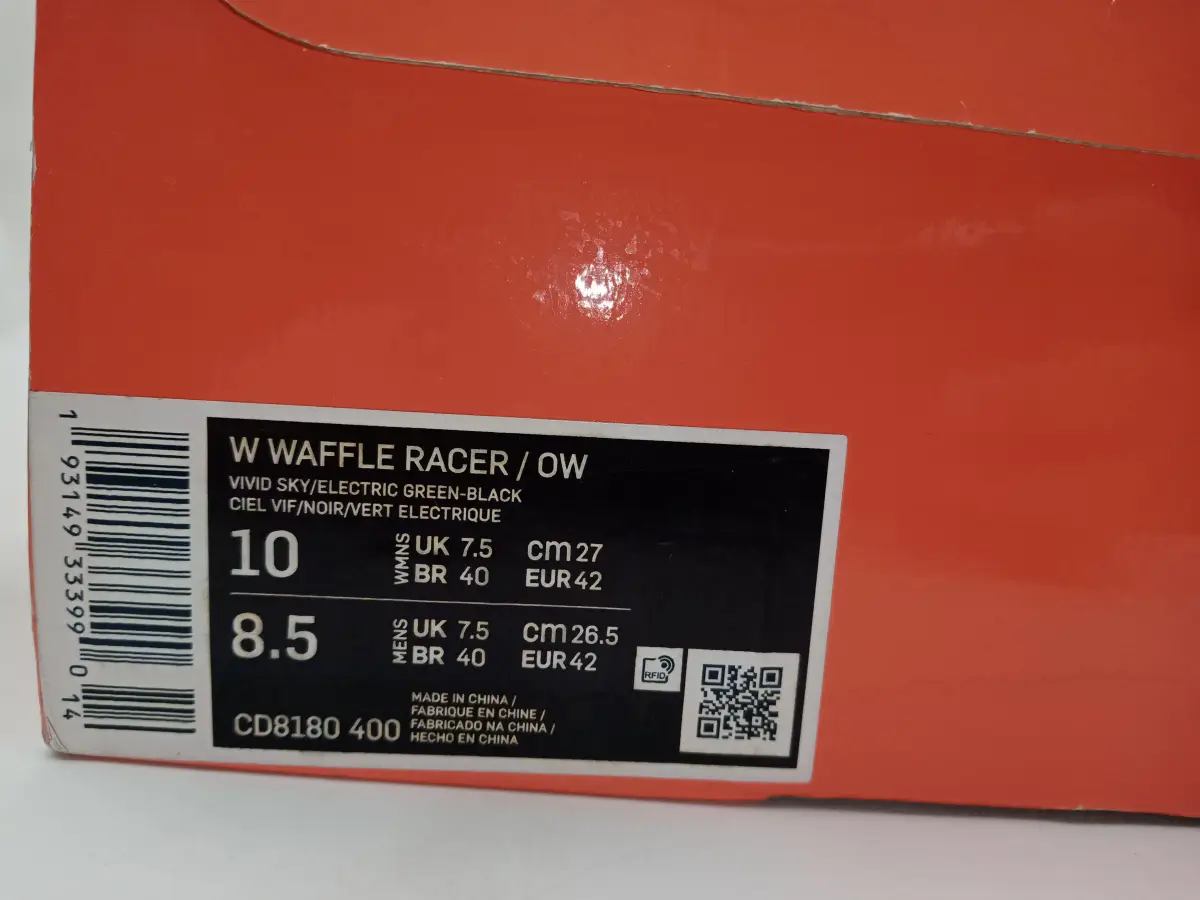 W WAFFLE RACER / OW
VIVID SKY/ELECTRIC GREEN-BLACK
CIEL VIF/NOIR/VERT ELECTRIQUE
10 WMNS UK 7.5 cm 27
BR 40 EUR 42
8.5 MENS UK 7.5 cm 26.5
BR 40 EUR 42
RFID
CD8180 400
MADE IN CHINA /
FABRIQUE EN CHINE /
FABRICADO NA CHINA /
HECHO EN CHINA
1 93149 33399 0 14